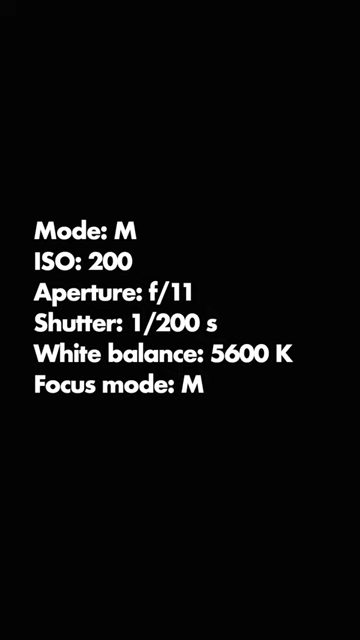 Mode: M
ISO: 200
Aperture: f/11
Shutter: 1/200 s
White balance: 5600 K
Focus mode: M